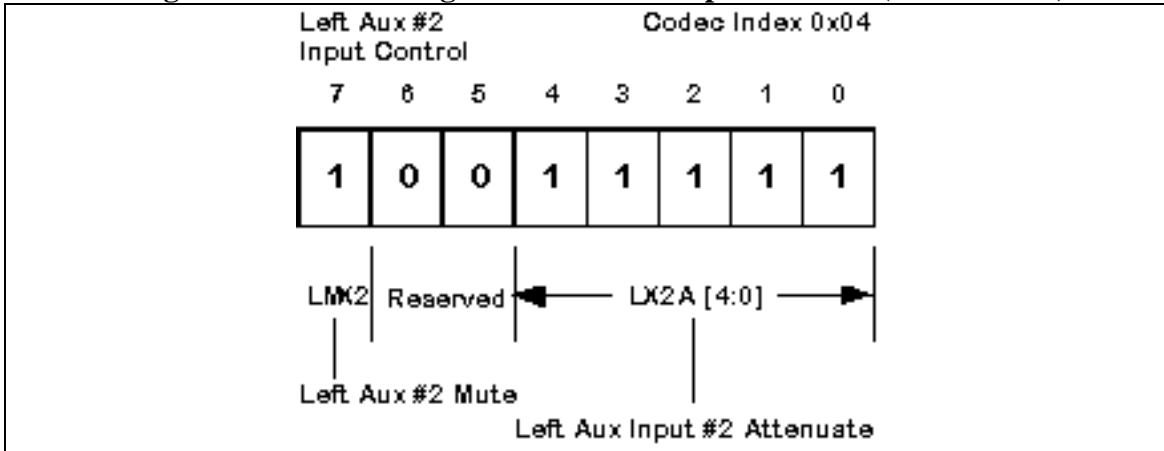 Left Aux #2 Codec Index 0x04
Input Control
7 6 5 4 3 2 1 0
1 0 0 1 1 1 1 1
LMX2 Reserved LX2A [4:0]
Left Aux #2 Mute
Left Aux Input #2 Attenuate